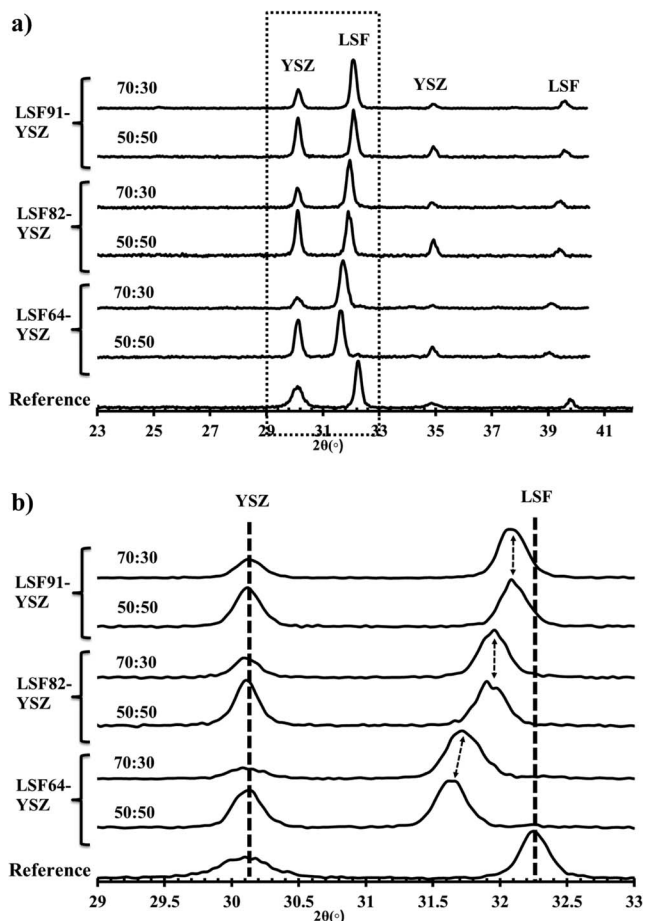 a)
YSZ LSF YSZ LSF
LSF91-
YSZ
70:30
50:50
LSF82-
YSZ
70:30
50:50
LSF64-
YSZ
70:30
50:50
Reference
23 25 27 29 31 33 35 37 39 41
2θ(○)
b)
YSZ LSF
LSF91-
YSZ
70:30
50:50
LSF82-
YSZ
70:30
50:50
LSF64-
YSZ
70:30
50:50
Reference
29 29.5 30 30.5 31 31.5 32 32.5 33
2θ(○)